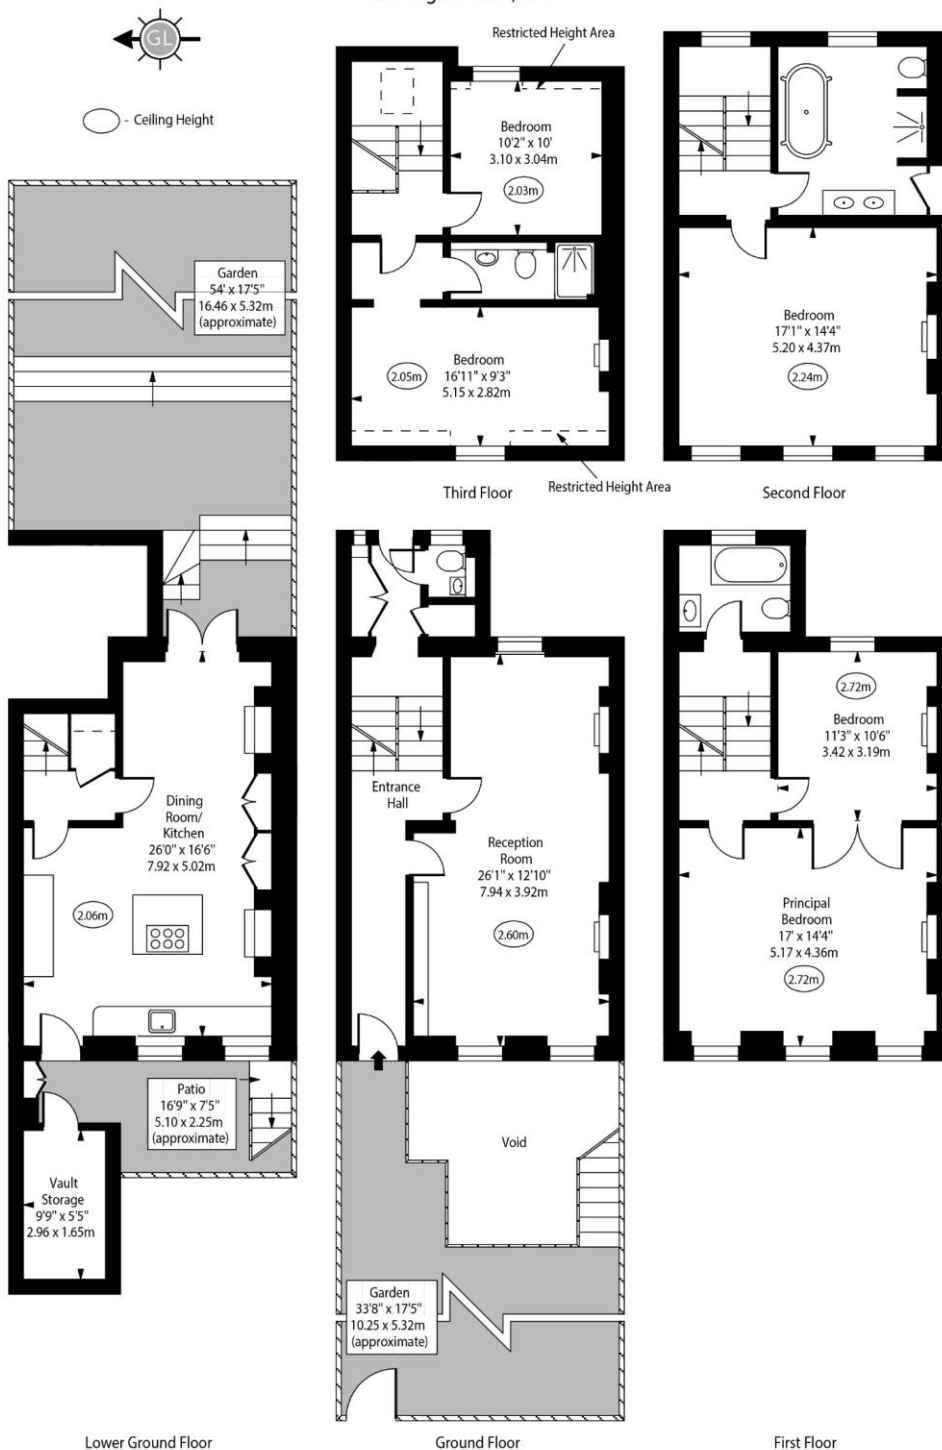 GL
- Ceiling Height
Garden
54' x 17'5"
16.46 x 5.32m
(approximate)
Dining
Room/
Kitchen
26'0" x 16'6"
7.92 x 5.02m
2.06m
Patio
16'9" x 7'5"
5.10 x 2.25m
(approximate)
Vault
Storage
9'9" x 5'5"
2.96 x 1.65m
Lower Ground Floor
Restricted Height Area
Bedroom
10'2" x 10'
3.10 x 3.04m
2.03m
Bedroom
16'11" x 9'3"
5.15 x 2.82m
2.05m
Restricted Height Area
Third Floor
Bedroom
17'1" x 14'4"
5.20 x 4.37m
2.24m
Second Floor
Entrance
Hall
Reception
Room
26'1" x 12'10"
7.94 x 3.92m
2.60m
Void
Garden
33'8" x 17'5"
10.25 x 5.32m
(approximate)
Ground Floor
2.72m
Bedroom
11'3" x 10'6"
3.42 x 3.19m
Principal
Bedroom
17' x 14'4"
5.17 x 4.36m
2.72m
First Floor